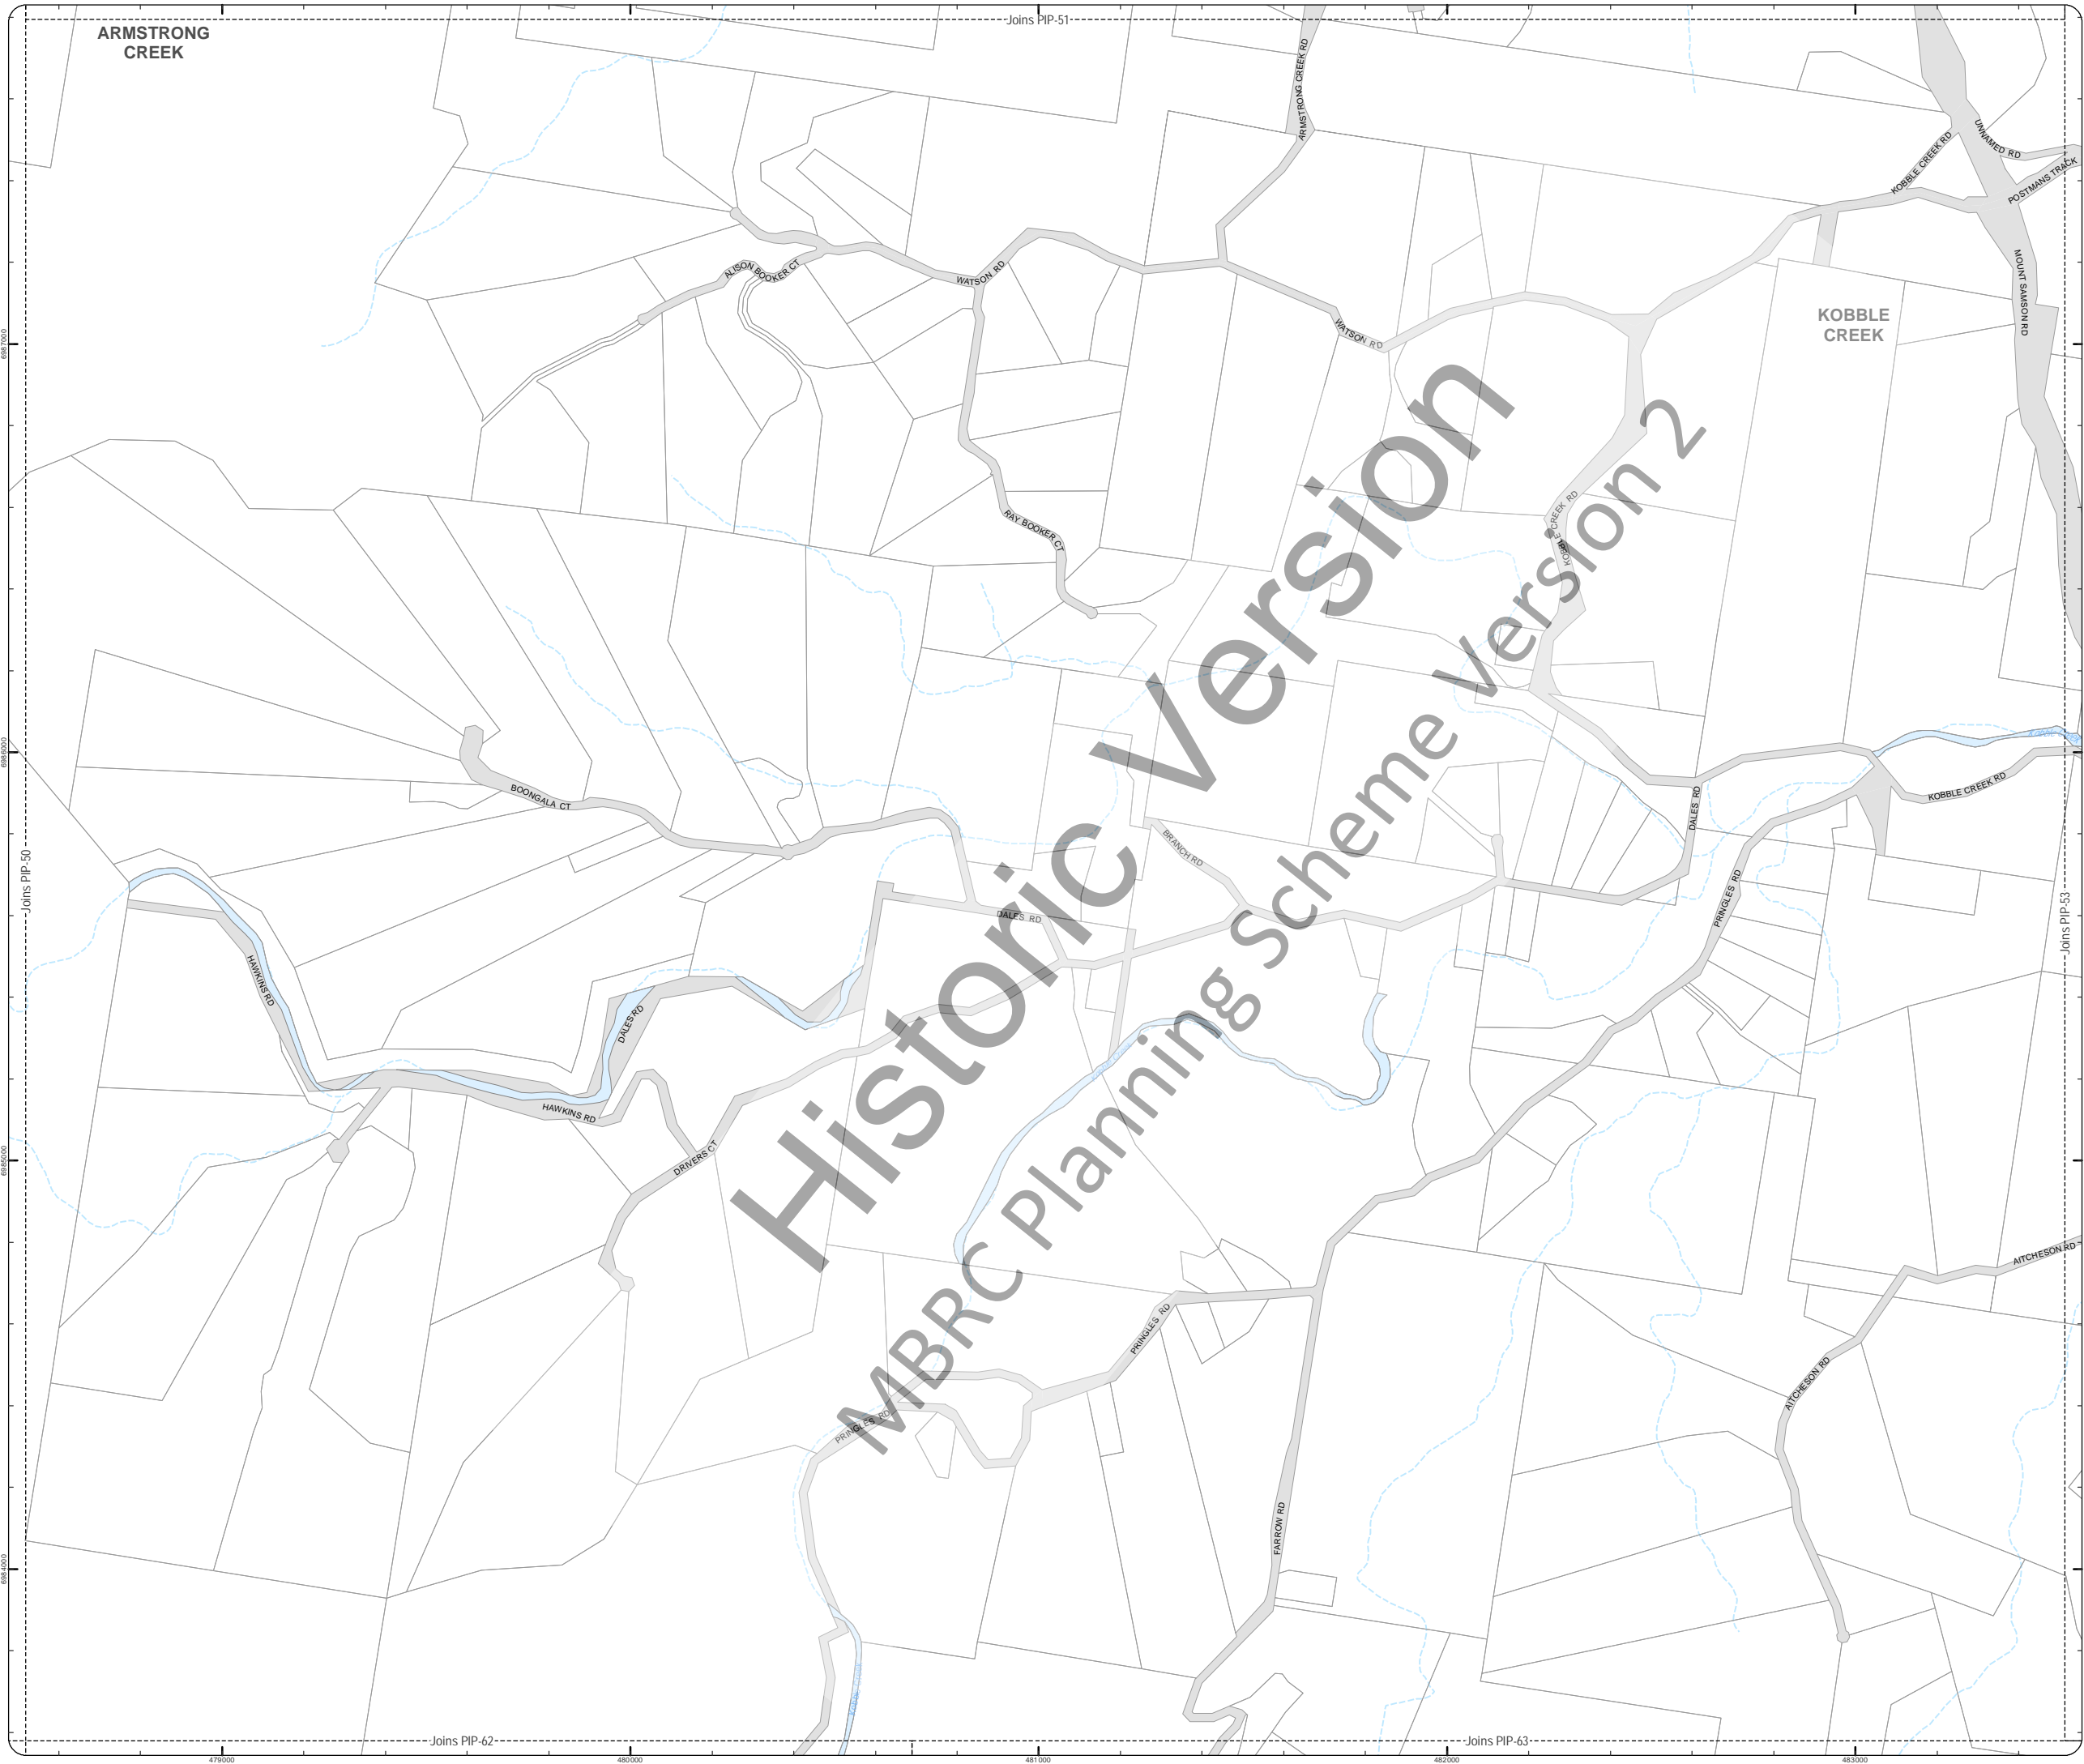 Joins PIP-51
ARMSTRONG
CREEK
ARMSTRONG CREEK RD
UNNAMED RD
KOBBLE CREEK RD
POSTMANS TRACK
ALISON BOOKER CT
WATSON RD
MOUNT SAMSON RD
WATSON RD
KOBBLE
CREEK
6987000
RAY BOOKER CT
KOBBLE CREEK RD
Historic Version
MBRC Planning Scheme Version 2
6986000
BOONGALA CT
KOBBLE CREEK RD
DALES RD
BRANCH RD
Joins PIP-50
PRINGLES RD
DALES RD
Joins PIP-53
HAWKINS RD
DALES RD
HAWKINS RD
DRIVERS CT
6985000
AITCHESON RD
PRINGLES RD
AITCHESON RD
PRINGLES RD
FARROW RD
6984000
Joins PIP-62
Joins PIP-63
479000
480000
481000
482000
483000